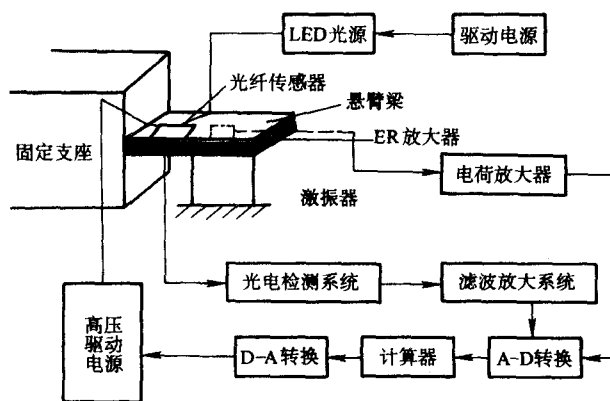 LED光源
驱动电源
光纤传感器
悬臂梁
固定支座
ER放大器
电荷放大器
激振器
光电检测系统
滤波放大系统
高压
驱动
电源
D-A转换
计算器
A-D转换